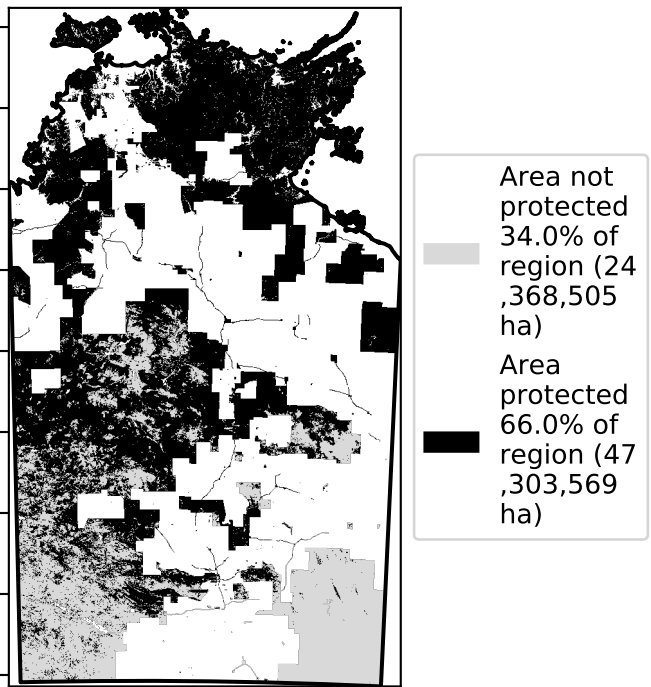 Area not
protected
34.0% of
region (24
,368,505
ha)
Area
protected
66.0% of
region (47
,303,569
ha)